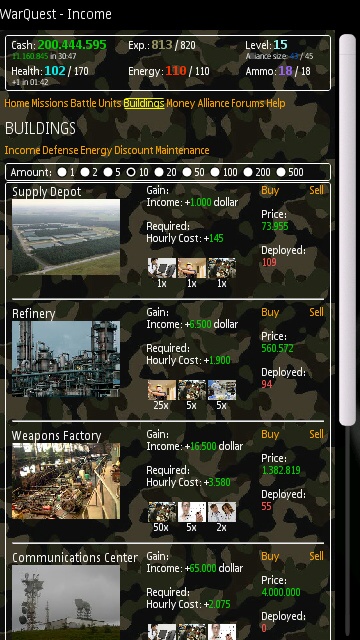 WarQuest - Income
Cash: 200.444.595 Exp.: 813 / 820 Level: 15
11.160.845 in 30:47 Alliance size: / 45
Health: 102 / 170 Energy: 110 / 110 Ammo: 18 / 18
+1 in 01:42
Home Missions Battle Units Buildings Money Alliance Forums Help
BUILDINGS
Income Defense Energy Discount Maintenance
Amount: 1 2 5 10 20 50 100 200 500
Supply Depot
Gain:
Income: +1.000 dollar
Required:
Hourly Cost: +145
1x 1x 1x
Buy Sell
Price:
73.955
Deployed:
109
Refinery
Gain:
Income: +6.500 dollar
Required:
Hourly Cost: +1.900
25x 5x 5x
Buy Sell
Price:
560.572
Deployed:
94
Weapons Factory
Gain:
Income: +16.500 dollar
Required:
Hourly Cost: +3.580
50x 5x 2x
Buy Sell
Price:
1.382.819
Deployed:
55
Communications Center
Gain:
Income: +65.000 dollar
Required:
Hourly Cost: +2.075
Buy Sell
Price:
4.000.000
Deployed:
0